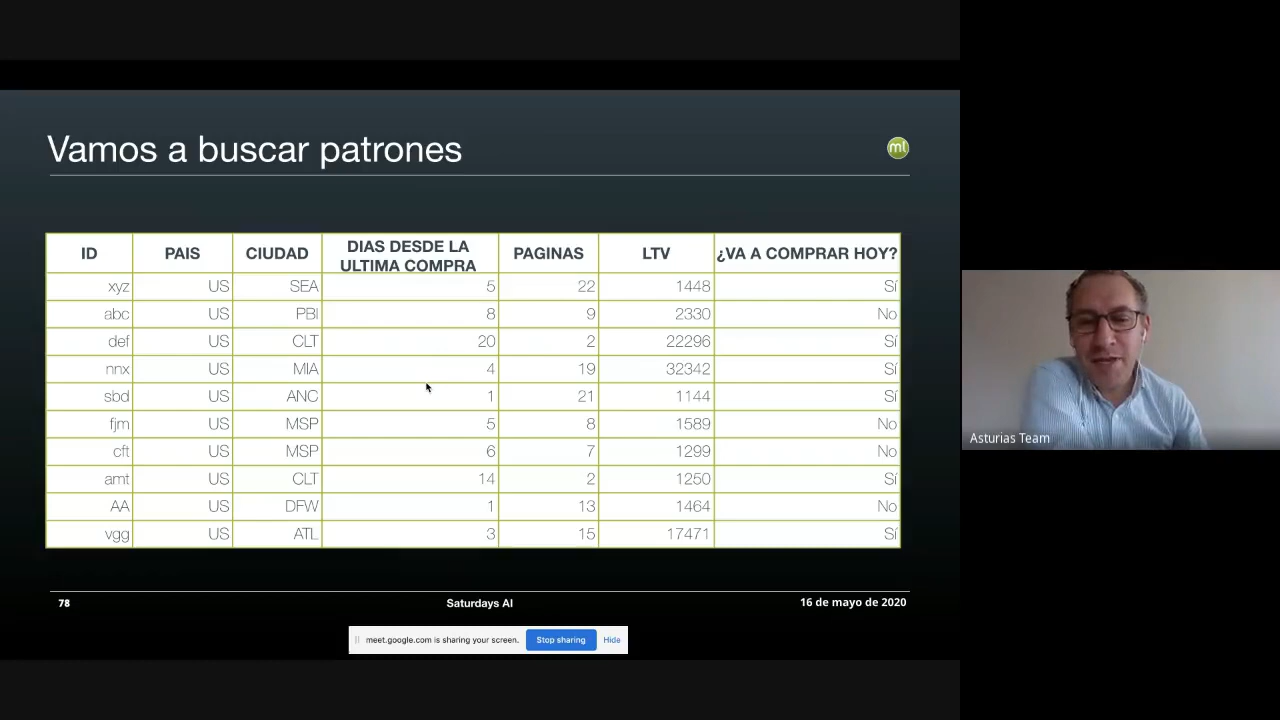 Vamos a buscar patrones
ml
ID PAIS CIUDAD DIAS DESDE LA ULTIMA COMPRA PAGINAS LTV ¿VA A COMPRAR HOY?
xyz US SEA 5 22 1448 Sí
abc US PBI 8 9 2330 No
def US CLT 20 2 22296 Sí
nnx US MIA 4 19 32342 Sí
sbd US ANC 1 21 1144 Sí
fjm US MSP 5 8 1589 No
cft US MSP 6 7 1299 No
amt US CLT 14 2 1250 Sí
AA US DFW 1 13 1464 No
vgg US ATL 3 15 17471 Sí
78 Saturdays AI 16 de mayo de 2020
meet.google.com is sharing your screen. Stop sharing Hide
Asturias Team